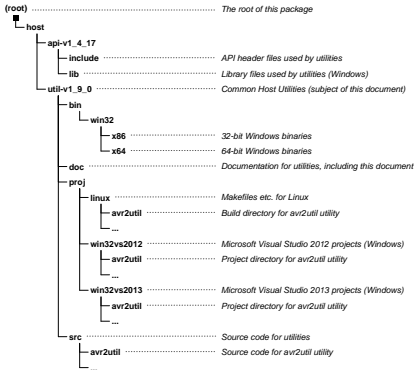 (root) The root of this package
host
api-v1_4_17
include API header files used by utilities
lib Library files used by utilities (Windows)
util-v1_9_0 Common Host Utilities (subject of this document)
bin
win32
x86 32-bit Windows binaries
x64 64-bit Windows binaries
doc Documentation for utilities, including this document
proj
linux Makefiles etc. for Linux
avr2util Build directory for avr2util utility
...
win32vs2012 Microsoft Visual Studio 2012 projects (Windows)
avr2util Project directory for avr2util utility
...
win32vs2013 Microsoft Visual Studio 2013 projects (Windows)
avr2util Project directory for avr2util utility
...
src Source code for utilities
avr2util Source code for avr2util utility
...